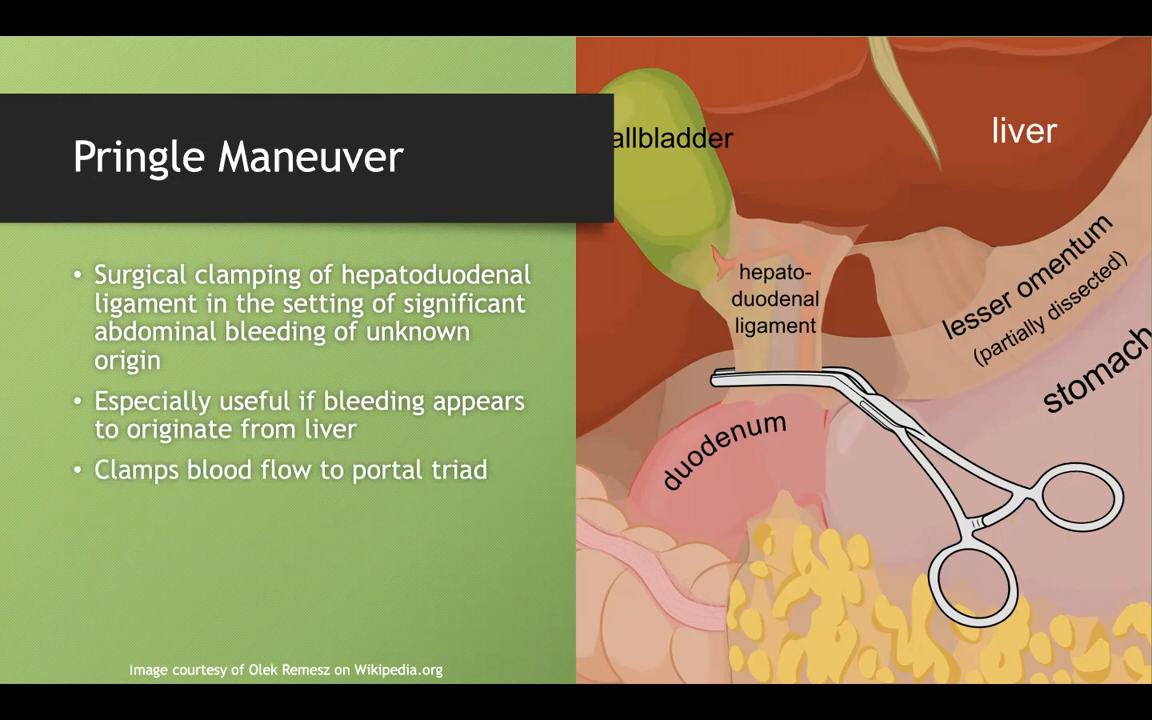 Pringle Maneuver
• Surgical clamping of hepatoduodenal
ligament in the setting of significant
abdominal bleeding of unknown
origin
• Especially useful if bleeding appears
to originate from liver
• Clamps blood flow to portal triad
Image courtesy of Olek Remesz on Wikipedia.org
allbladder
liver
hepato-
duodenal
ligament
lesser omentum
(partially dissected)
stomach
duodenum